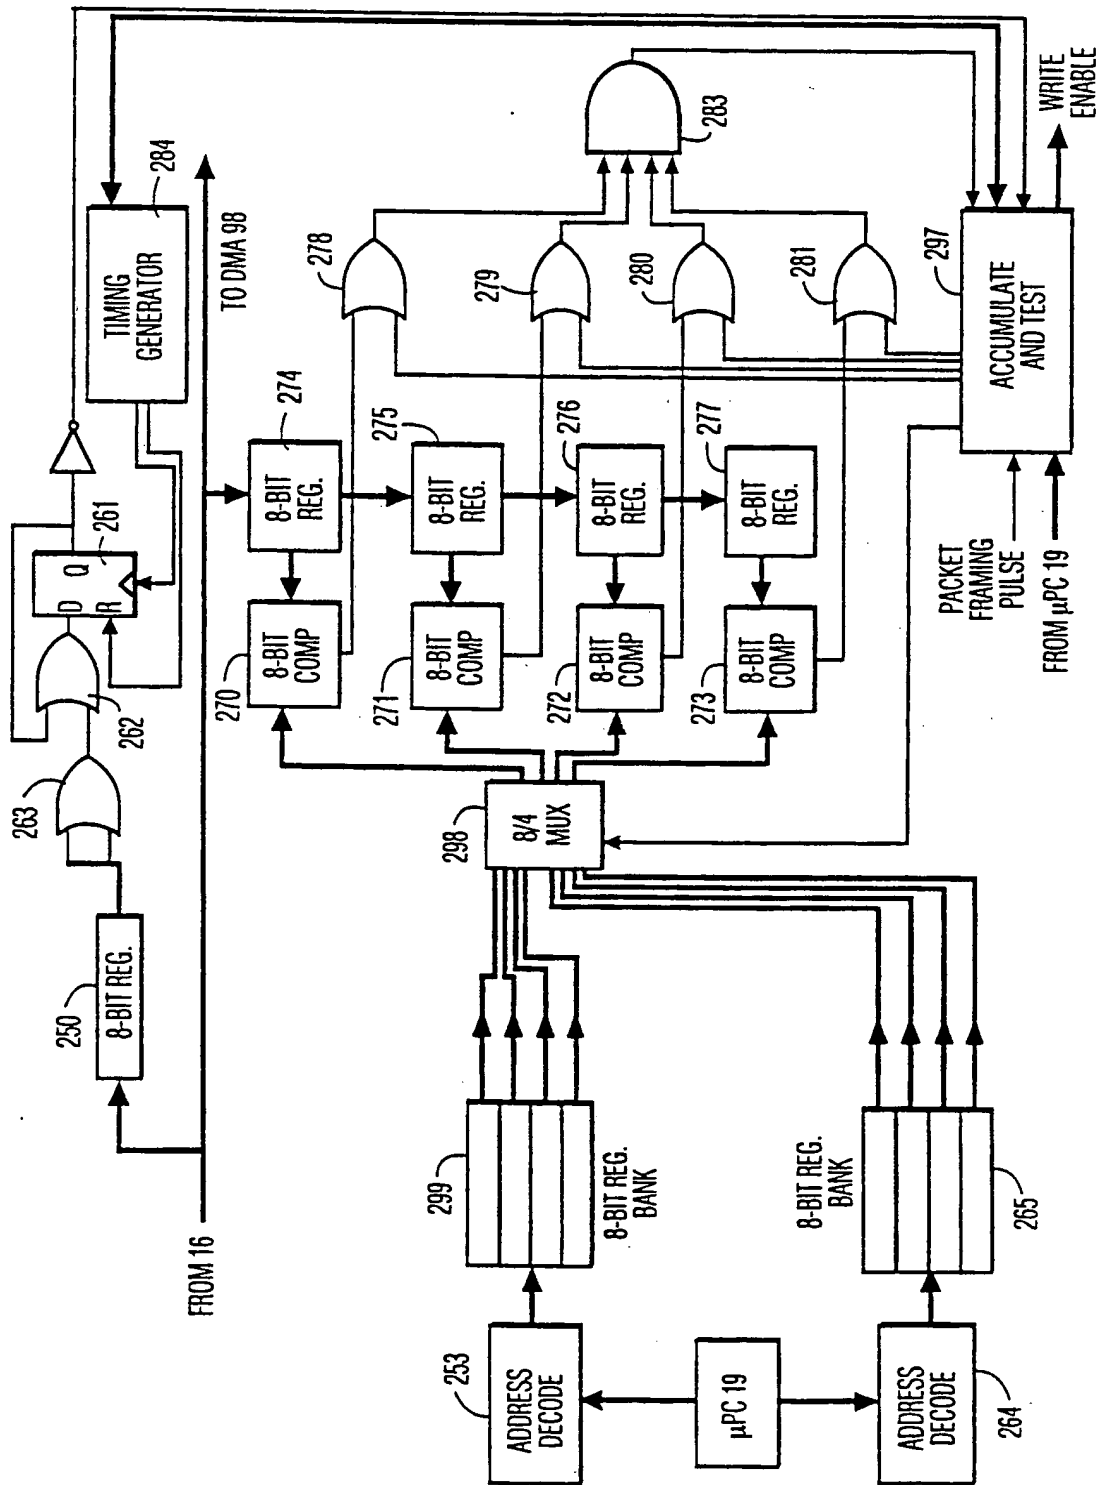 FROM 16
250
8-BIT REG.
263
262
D
Q
R
261
TIMING
GENERATOR
284
TO DMA 98
270
8-BIT
COMP
8-BIT
REG.
274
278
271
8-BIT
COMP
8-BIT
REG.
275
279
272
8-BIT
COMP
8-BIT
REG.
276
280
273
8-BIT
COMP
8-BIT
REG.
277
281
283
298
8/4
MUX
299
8-BIT REG.
BANK
8-BIT REG.
BANK
265
253
ADDRESS
DECODE
µPC 19
ADDRESS
DECODE
264
PACKET
FRAMING
PULSE
FROM µPC 19
ACCUMULATE
AND TEST
297
WRITE
ENABLE